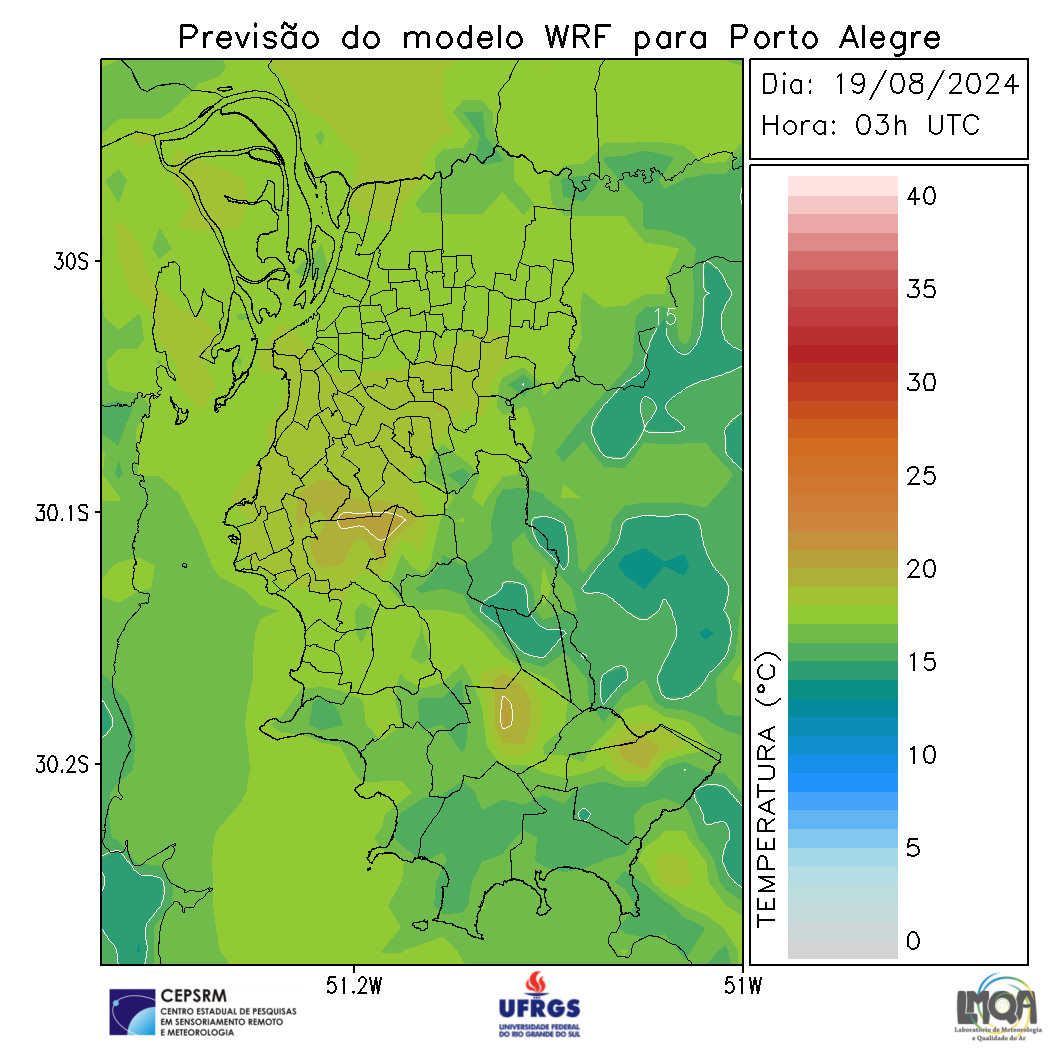 Previsão do modelo WRF para Porto Alegre
Dia: 19/08/2024
Hora: 03h UTC
40
35
30
25
20
15
10
5
0
TEMPERATURA (°C)
15
30S
30.1S
30.2S
51.2W
51W
CEPSRM
CENTRO ESTADUAL DE PESQUISAS
EM SENSORIAMENTO REMOTO
E METEOROLOGIA
UFRGS
UNIVERSIDADE FEDERAL
DO RIO GRANDE DO SUL
LMQA
Laboratório de Meteorologia
e Qualidade do Ar